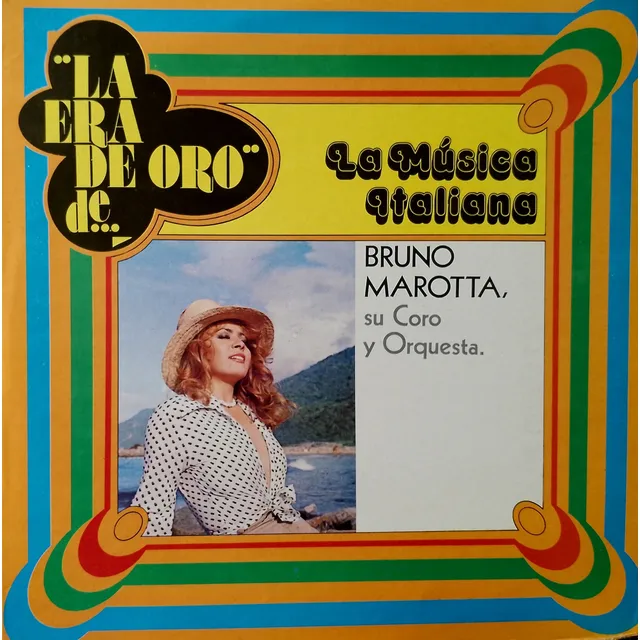 "LA
ERA
DE ORO"
de...
La Música
Italiana
BRUNO
MAROTTA,
su Coro
y Orquesta.